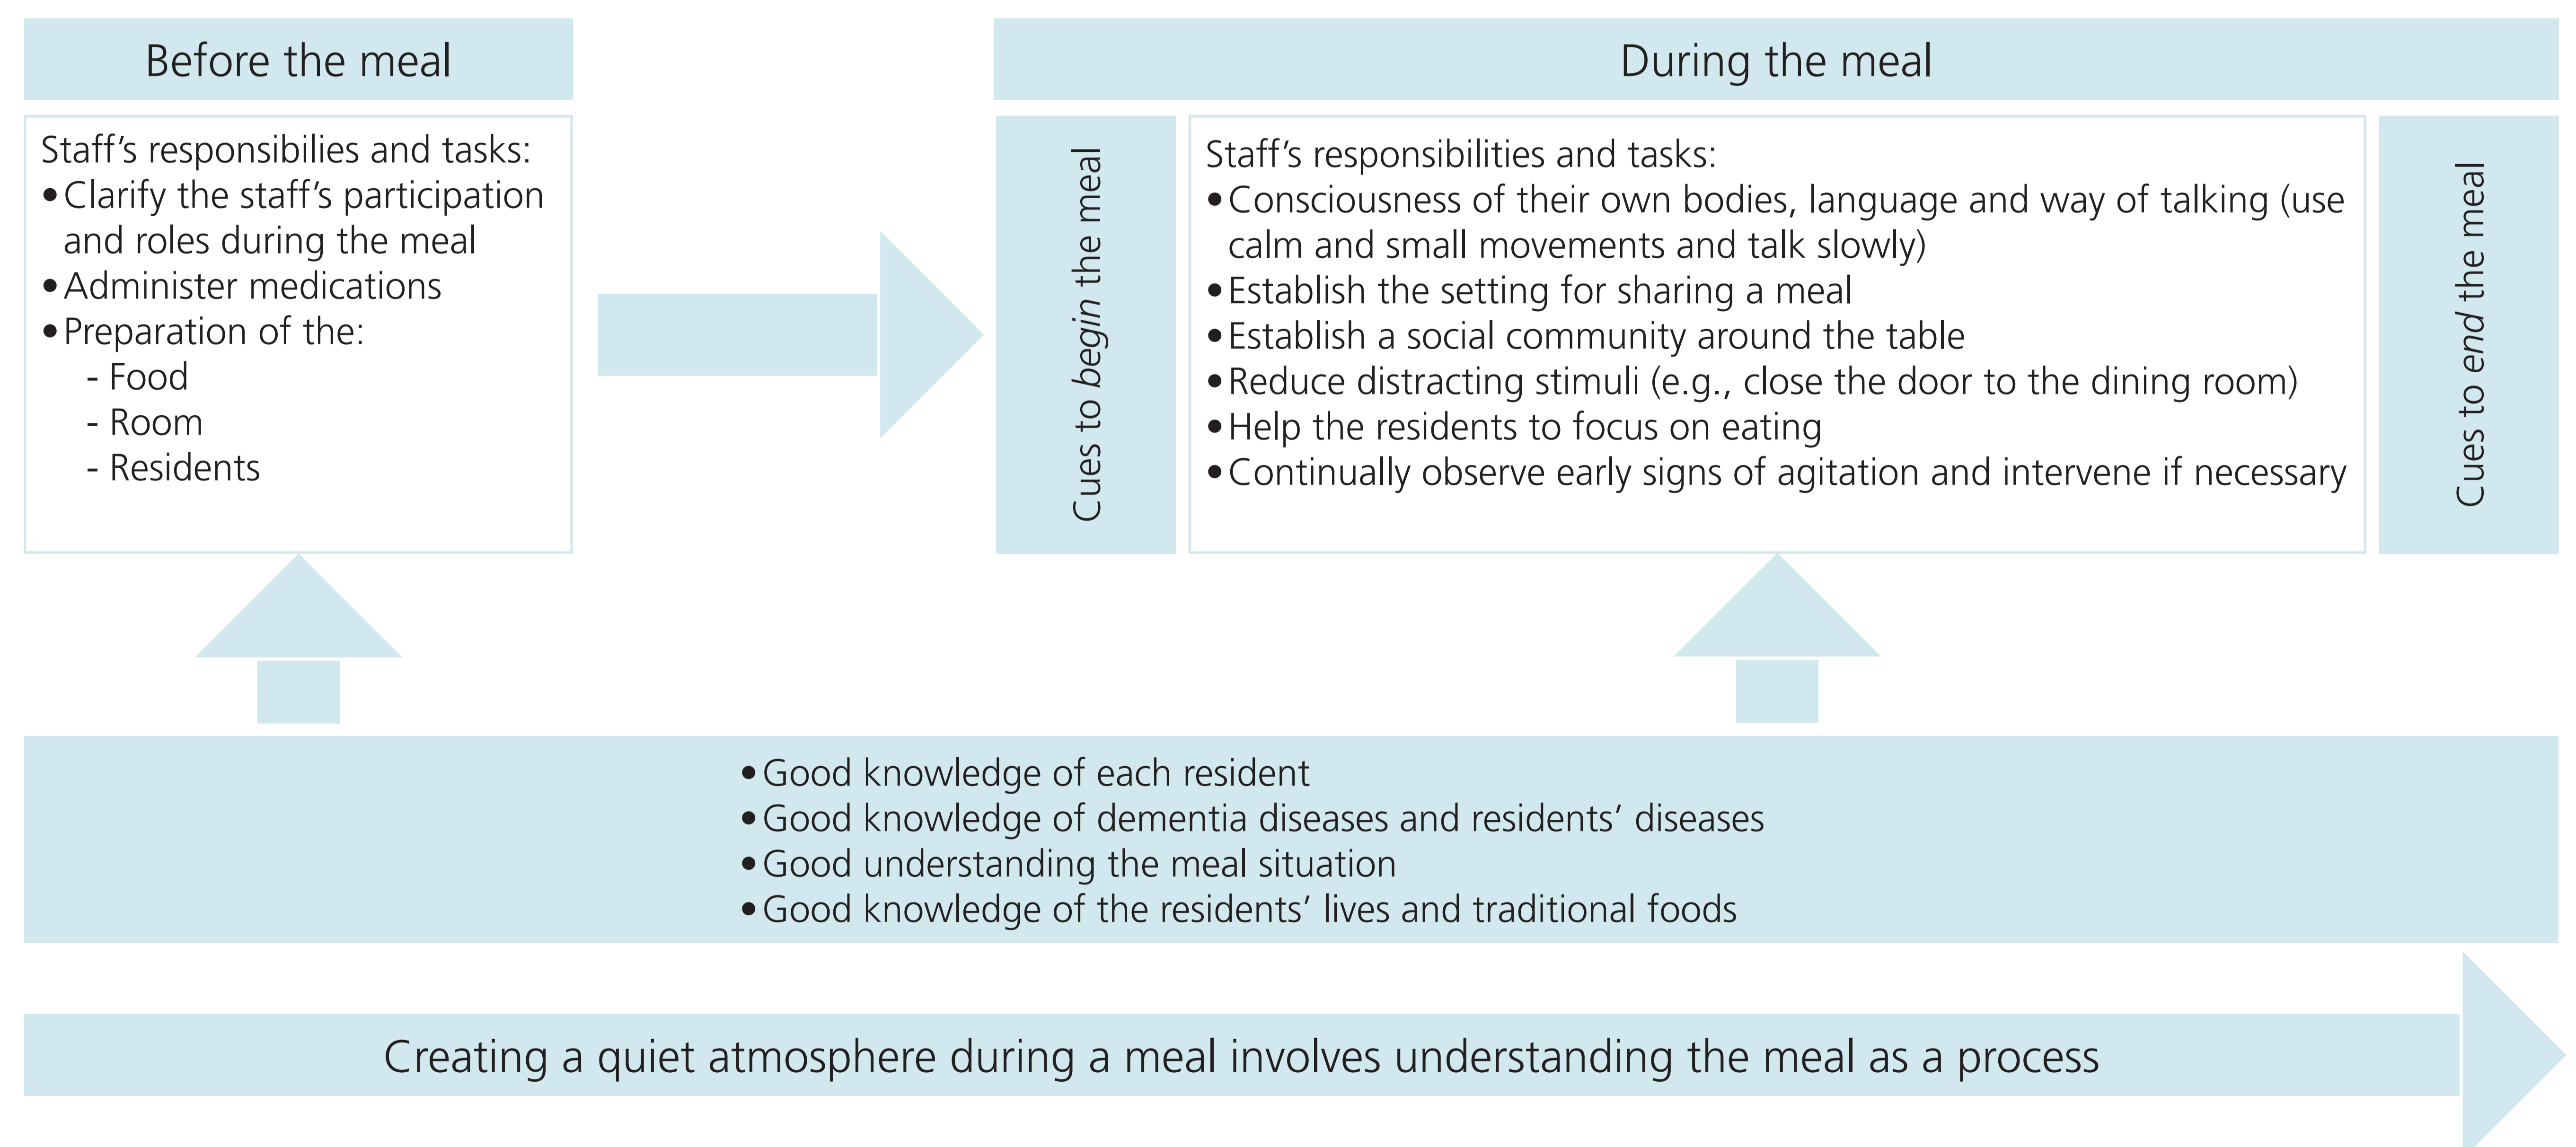 Before the meal
Staff’s responsibilies and tasks:
•Clarify the staff’s participation
and roles during the meal
•Administer medications
•Preparation of the:
- Food
- Room
- Residents
During the meal
Cues to begin the meal
Staff’s responsibilities and tasks:
•Consciousness of their own bodies, language and way of talking (use
calm and small movements and talk slowly)
•Establish the setting for sharing a meal
•Establish a social community around the table
•Reduce distracting stimuli (e.g., close the door to the dining room)
•Help the residents to focus on eating
•Continually observe early signs of agitation and intervene if necessary
Cues to end the meal
•Good knowledge of each resident
•Good knowledge of dementia diseases and residents’ diseases
•Good understanding the meal situation
•Good knowledge of the residents’ lives and traditional foods
Creating a quiet atmosphere during a meal involves understanding the meal as a process